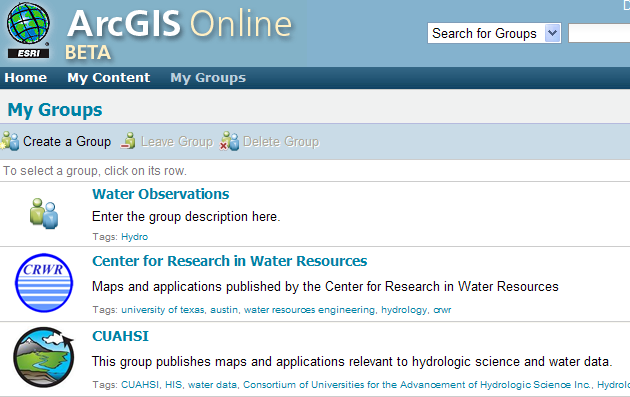 D
ArcGIS Online
ESRI
BETA
Search for Groups
Home My Content My Groups
My Groups
Create a Group Leave Group Delete Group
To select a group, click on its row.
Water Observations
Enter the group description here.
Tags: Hydro
CRWR
Center for Research in Water Resources
Maps and applications published by the Center for Research in Water Resources
Tags: university of texas, austin, water resources engineering, hydrology, crwr
CUAHSI
This group publishes maps and applications relevant to hydrologic science and water data.
Tags: CUAHSI, HIS, water data, Consortium of Universities for the Advancement of Hydrologic Science Inc., Hydrolo